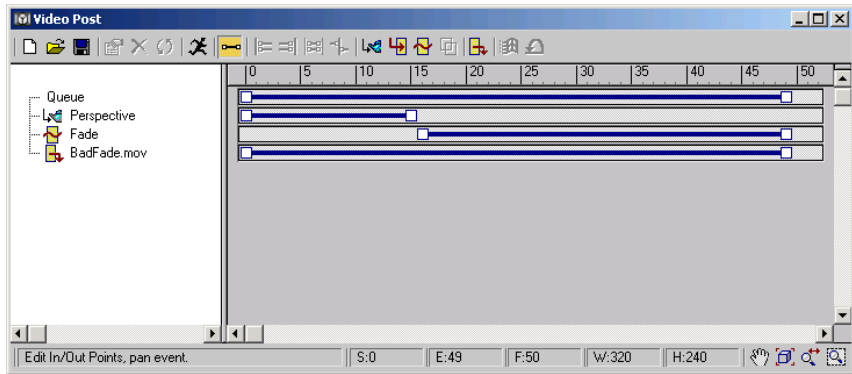 Video Post
0 5 10 15 20 25 30 35 40 45 50
Queue
Perspective
Fade
BadFade.mov
Edit In/Out Points, pan event. S:0 E:49 F:50 W:320 H:240